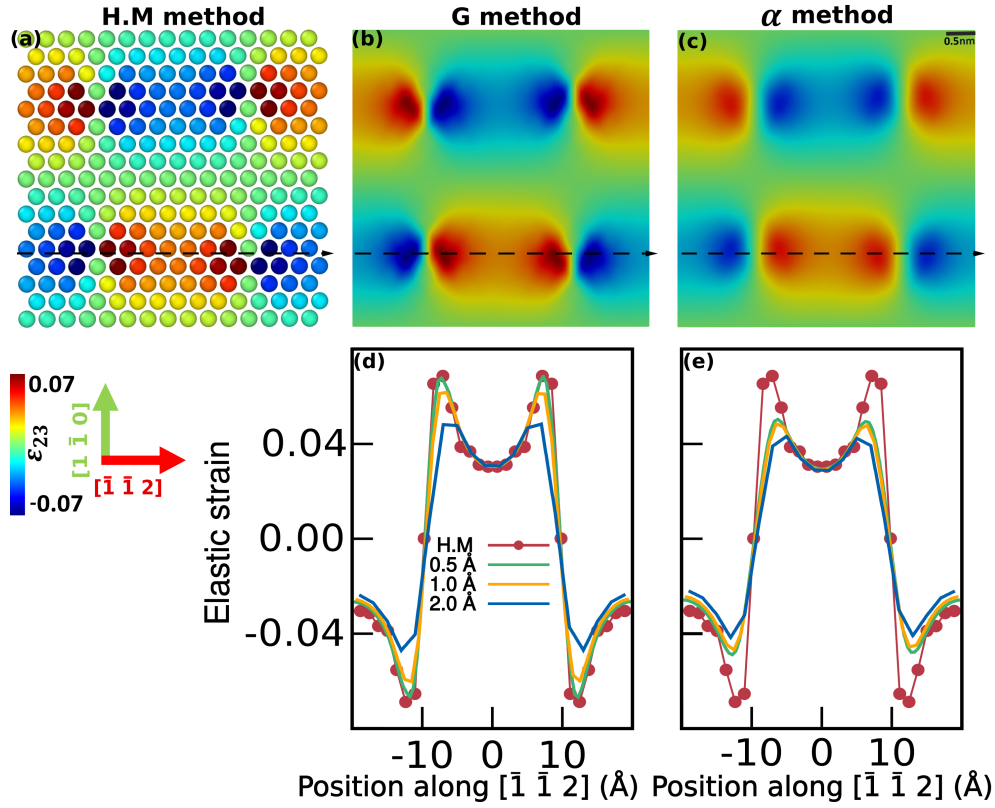 H.M method
G method
α method
(a)
(b)
(c)
0.5nm
0.07
ε23
-0.07
[1 1̄ 0]
[1̄ 1̄ 2]
(d)
(e)
Elastic strain
0.04
0.00
-0.04
H.M
0.5 Å
1.0 Å
2.0 Å
-10 0 10
-10 0 10
Position along [1̄ 1̄ 2] (Å)
Position along [1̄ 1̄ 2] (Å)